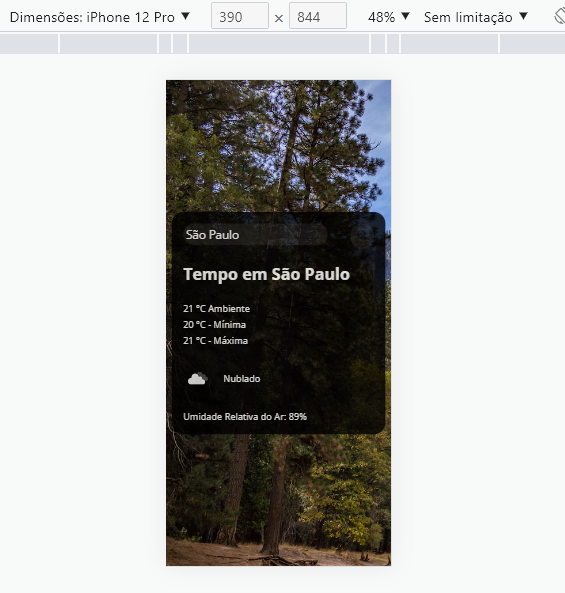 Dimensões: iPhone 12 Pro ▼ 390 × 844 48% ▼ Sem limitação ▼
São Paulo
Tempo em São Paulo
21 °C Ambiente
20 °C - Mínima
21 °C - Máxima
Nublado
Umidade Relativa do Ar: 89%